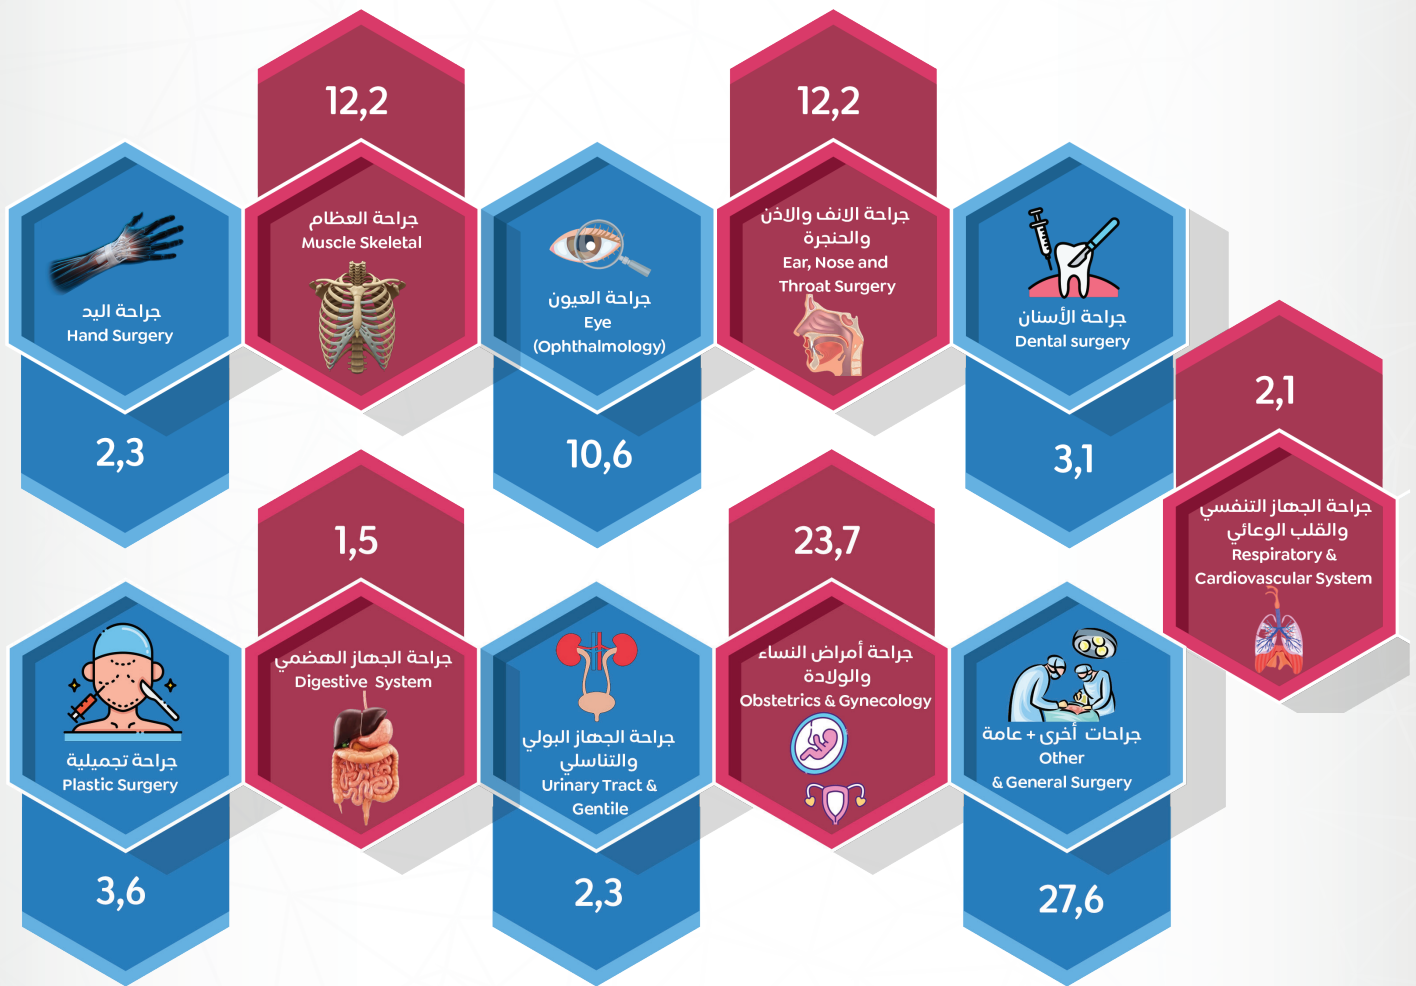 12,2
جراحة العظام
Muscle Skeletal
12,2
جراحة الانف والاذن
والحنجرة
Ear, Nose and
Throat Surgery
جراحة اليد
Hand Surgery
2,3
جراحة العيون
Eye
(Ophthalmology)
10,6
جراحة الأسنان
Dental surgery
3,1
2,1
جراحة الجهاز التنفسي
والقلب الوعائي
Respiratory &
Cardiovascular System
1,5
جراحة الجهاز الهضمي
Digestive System
23,7
جراحة أمراض النساء
والولادة
Obstetrics & Gynecology
جراحة تجميلية
Plastic Surgery
3,6
جراحة الجهاز البولي
والتناسلي
Urinary Tract &
Gentile
2,3
جراحات أخرى + عامة
Other
& General Surgery
27,6